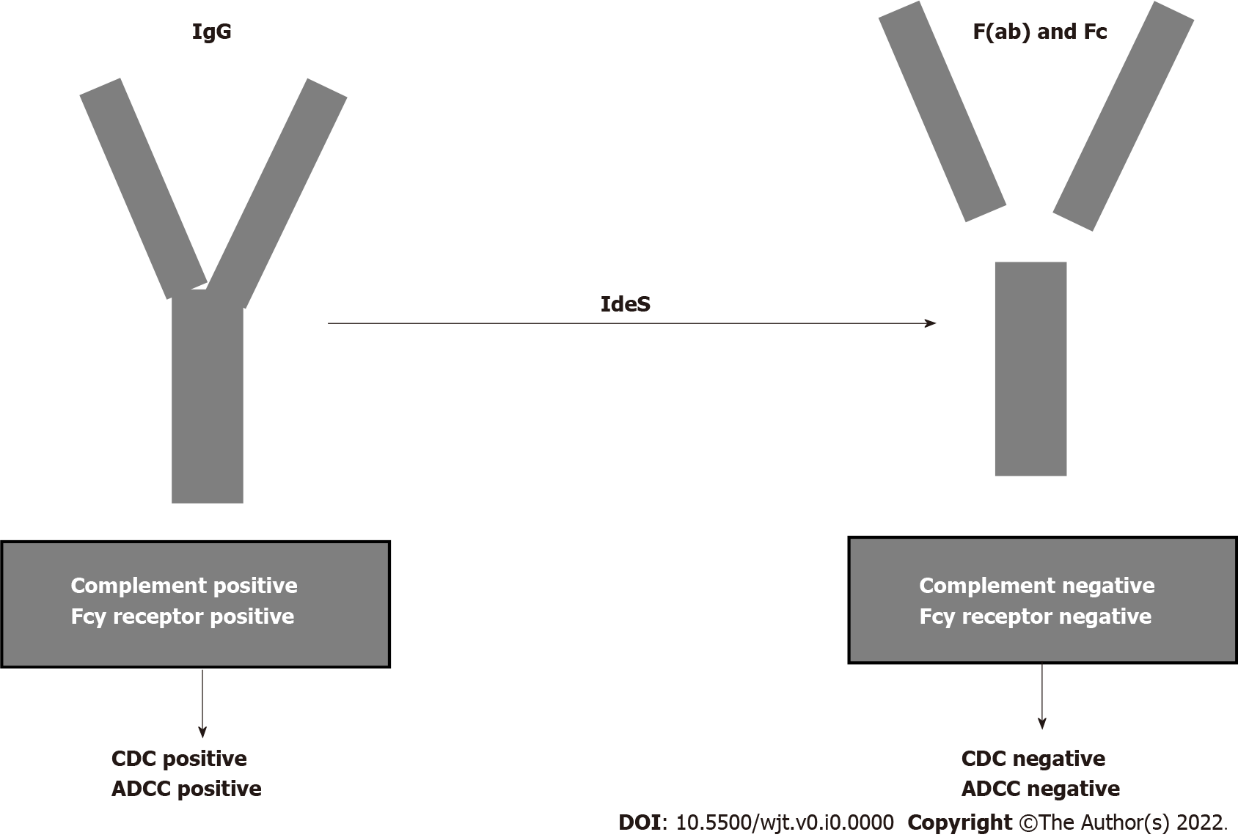 IgG
F(ab) and Fc
IdeS
Complement positive
Fcy receptor positive
Complement negative
Fcy receptor negative
CDC positive
ADCC positive
CDC negative
ADCC negative
DOI: 10.5500/wjt.v0.i0.0000 Copyright ©The Author(s) 2022.